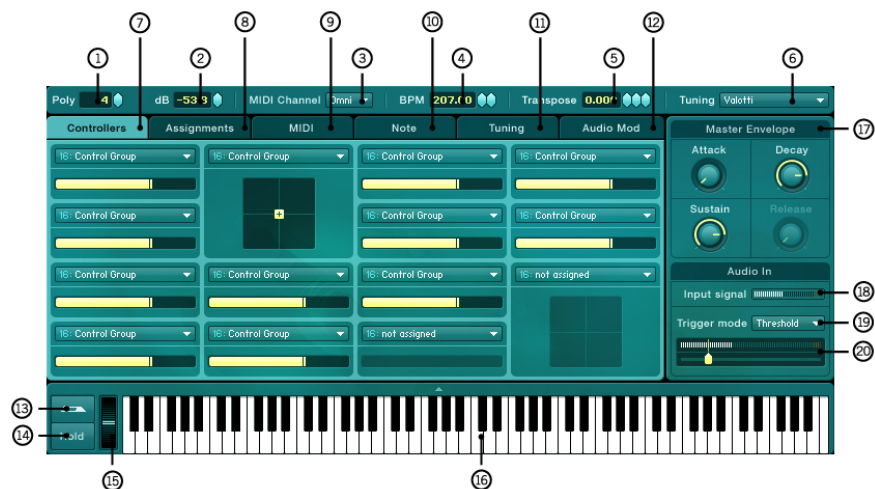 7 8 9 10 11 12
1 2 3 4 5 6
Poly 4 dB -53.3 MIDI Channel Omni BPM 207.00 Transpose 0.000 Tuning Valotti
Controllers Assignments MIDI Note Tuning Audio Mod Master Envelope 17
16: Control Group 16: Control Group 16: Control Group 16: Control Group Attack Decay
16: Control Group 16: Control Group 16: Control Group Sustain Release
16: Control Group 16: Control Group 16: Control Group 16: not assigned Audio In
Input signal 18
16: Control Group 16: Control Group 16: not assigned Trigger mode Threshold 19
20
13
14 Hold
15 16